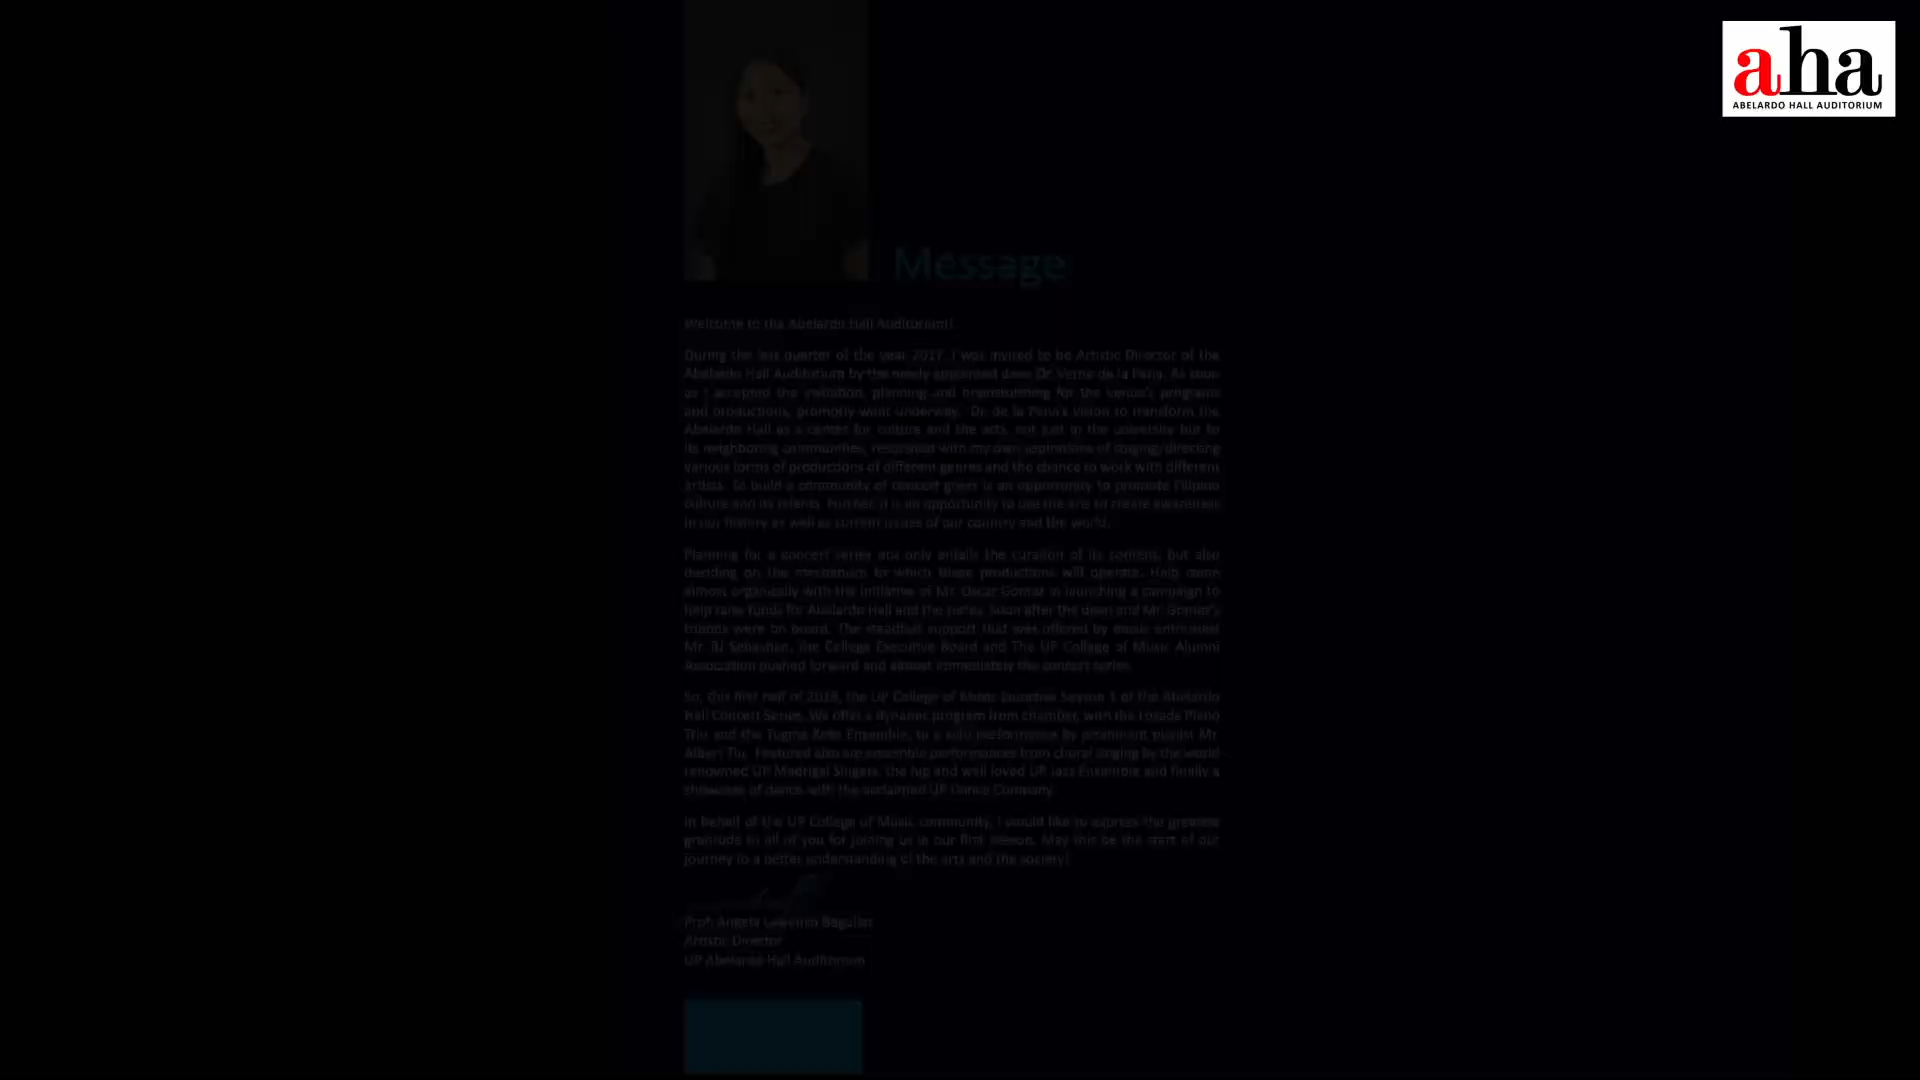 aha
ABELARDO HALL AUDITORIUM
Message
Welcome to the Abelardo Hall Auditorium!
During the last quarter of the year 2017, I was invited to be Artistic Director of the
Abelardo Hall Auditorium by the newly appointed dean Dr. Verne de la Peña. As soon
as I accepted the invitation, planning and brainstorming for the venue's programs
and productions, promptly went underway. Dr. de la Peña's vision to transform the
Abelardo Hall as a center for culture and the arts, not just in the university but to
its neighboring communities, resonated with my own aspirations of staging/directing
various forms of productions of different genres and the chance to work with different
artists. To build a community of concert goers is an opportunity to promote Filipino
culture and its talents. Further, it is an opportunity to use the arts to create awareness
in our history as well as current issues of our country and the world.
Planning for a concert series not only entails the curation of its content, but also
deciding on the mechanism by which these productions will operate. Help came
almost organically with the initiative of Mr. Oscar Gomez in launching a campaign to
help raise funds for Abelardo Hall and the series. Soon after the dean and Mr. Gomez's
friends were on board. The steadfast support that was offered by music enthusiast
Mr. RJ Sebastian, the College Executive Board and The UP College of Music Alumni
Association pushed forward and almost immediately the concert series.
So, this first half of 2018, the UP College of Music launches Season 1 of the Abelardo
Hall Concert Series. We offer a dynamic program from chamber, with the Lozada Piano
Trio and the Tugma Koto Ensemble, to a solo performance by prominent pianist Mr.
Albert Tiu. Featured also are ensemble performances from choral singing by the world
renowned UP Madrigal Singers, the hip and well loved UP Jazz Ensemble and finally a
showcase of dance with the acclaimed UP Dance Company.
In behalf of the UP College of Music community, I would like to express the greatest
gratitude to all of you for joining us in our first season. May this be the start of our
journey to a better understanding of the arts and the society!
Prof. Angela
Artistic Director
UP Abelardo Hall Auditorium